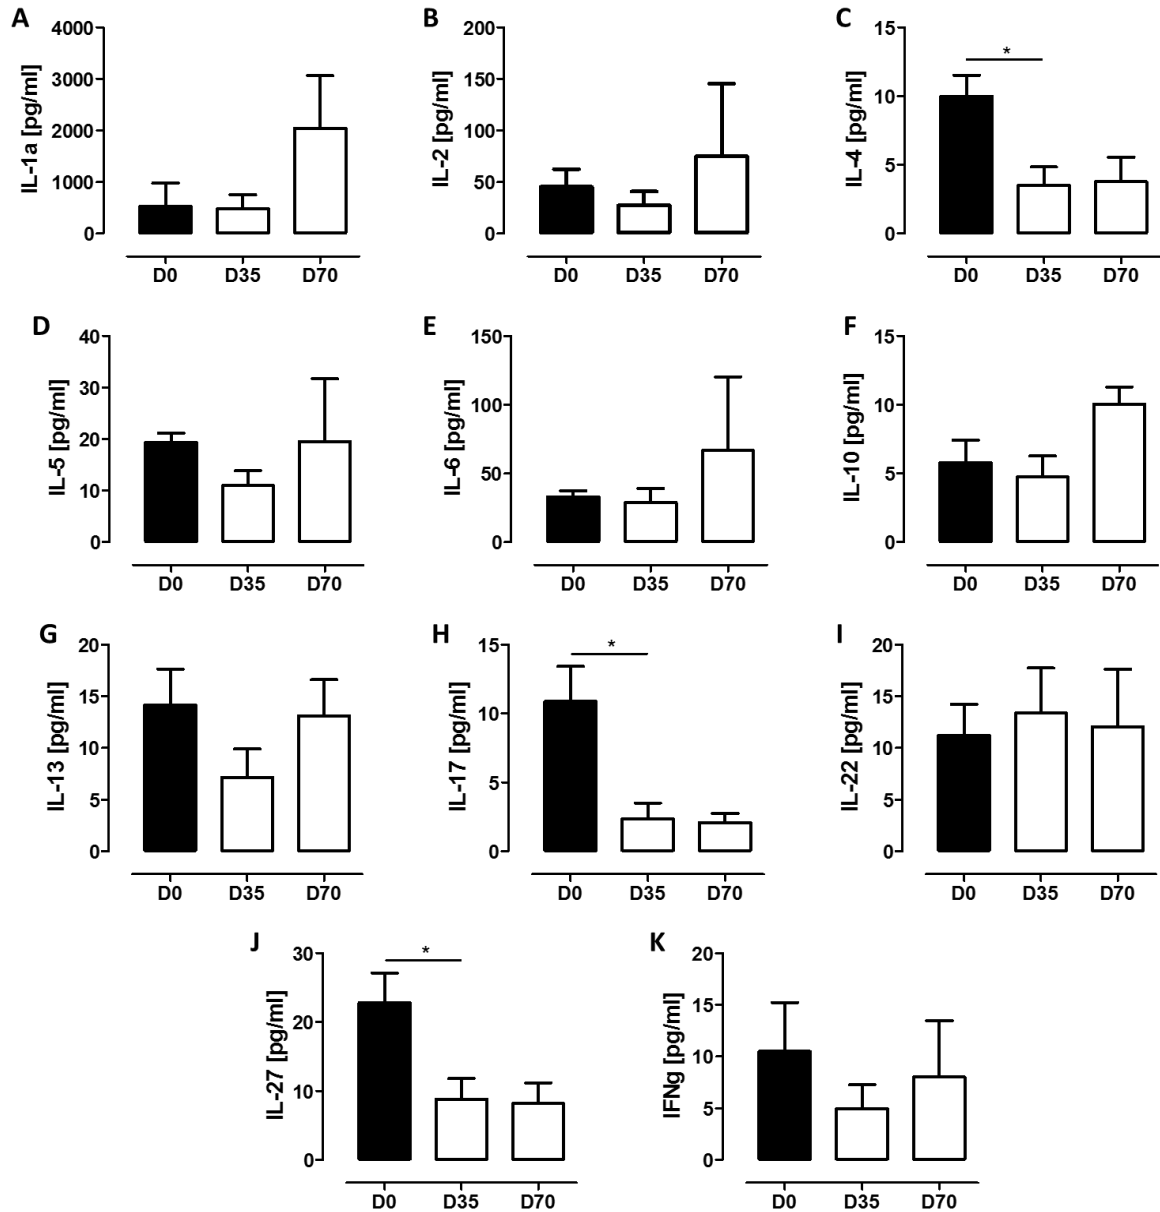 A
IL-1a [pg/ml]
4000
3000
2000
1000
0
D0 D35 D70
B
IL-2 [pg/ml]
200
150
100
50
0
D0 D35 D70
C
IL-4 [pg/ml]
15
10
5
0
*
D0 D35 D70
D
IL-5 [pg/ml]
40
30
20
10
0
D0 D35 D70
E
IL-6 [pg/ml]
150
100
50
0
D0 D35 D70
F
IL-10 [pg/ml]
15
10
5
0
D0 D35 D70
G
IL-13 [pg/ml]
20
15
10
5
0
D0 D35 D70
H
IL-17 [pg/ml]
15
10
5
0
*
D0 D35 D70
I
IL-22 [pg/ml]
20
15
10
5
0
D0 D35 D70
J
IL-27 [pg/ml]
30
20
10
0
*
D0 D35 D70
K
IFNg [pg/ml]
20
15
10
5
0
D0 D35 D70